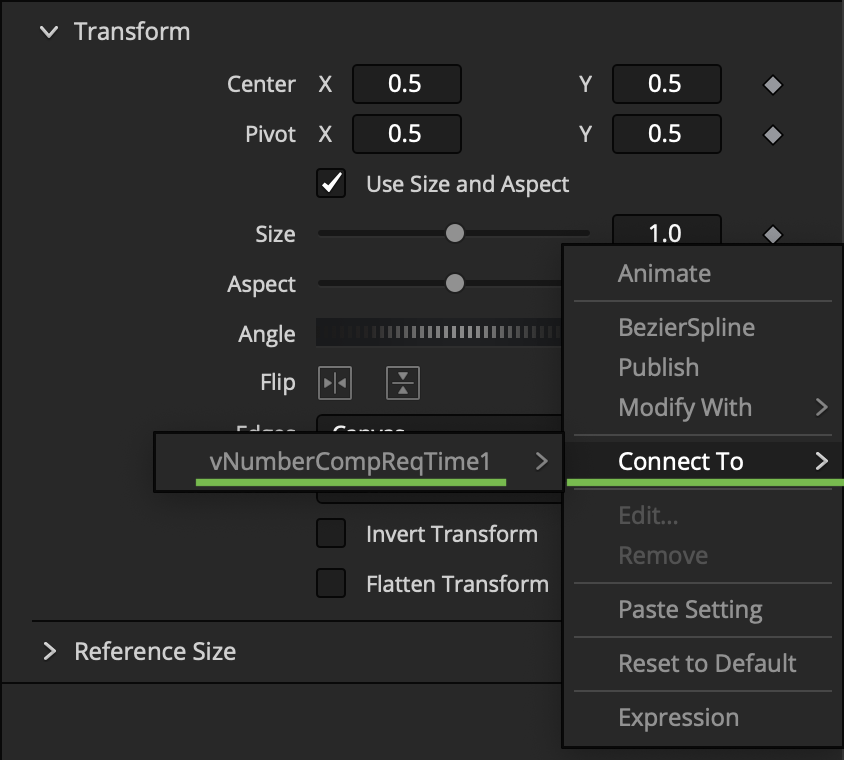 Transform
Center X 0.5 Y 0.5
Pivot X 0.5 Y 0.5
Use Size and Aspect
Size 1.0
Aspect
Angle
Flip
Edges Canvas
Invert Transform
Flatten Transform
Reference Size
Animate
BezierSpline
Publish
Modify With
Connect To
vNumberCompReqTime1
Edit...
Remove
Paste Setting
Reset to Default
Expression